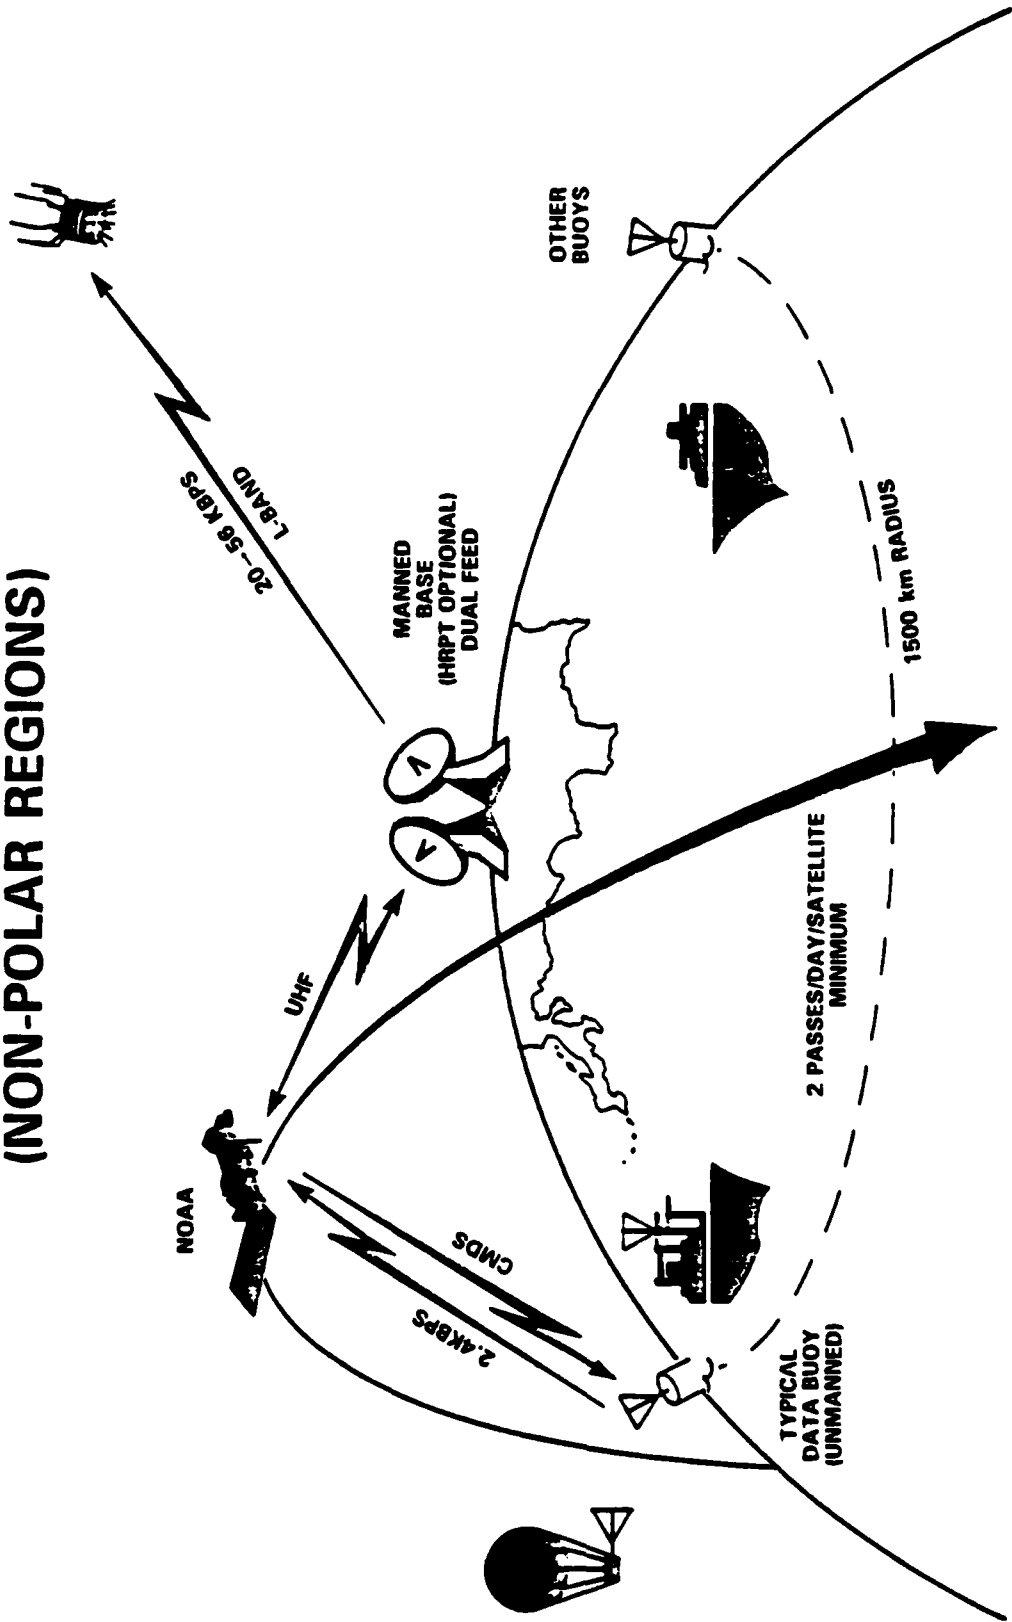 (NON-POLAR REGIONS)
NOAA
20–56 KBPS
L-BAND
UHF
MANNED
BASE
(HRPT OPTIONAL)
DUAL FEED
2.4KBPS
CMDS
OTHER
BUOYS
TYPICAL
DATA BUOY
(UNMANNED)
2 PASSES/DAY/SATELLITE
MINIMUM
1500 km RADIUS